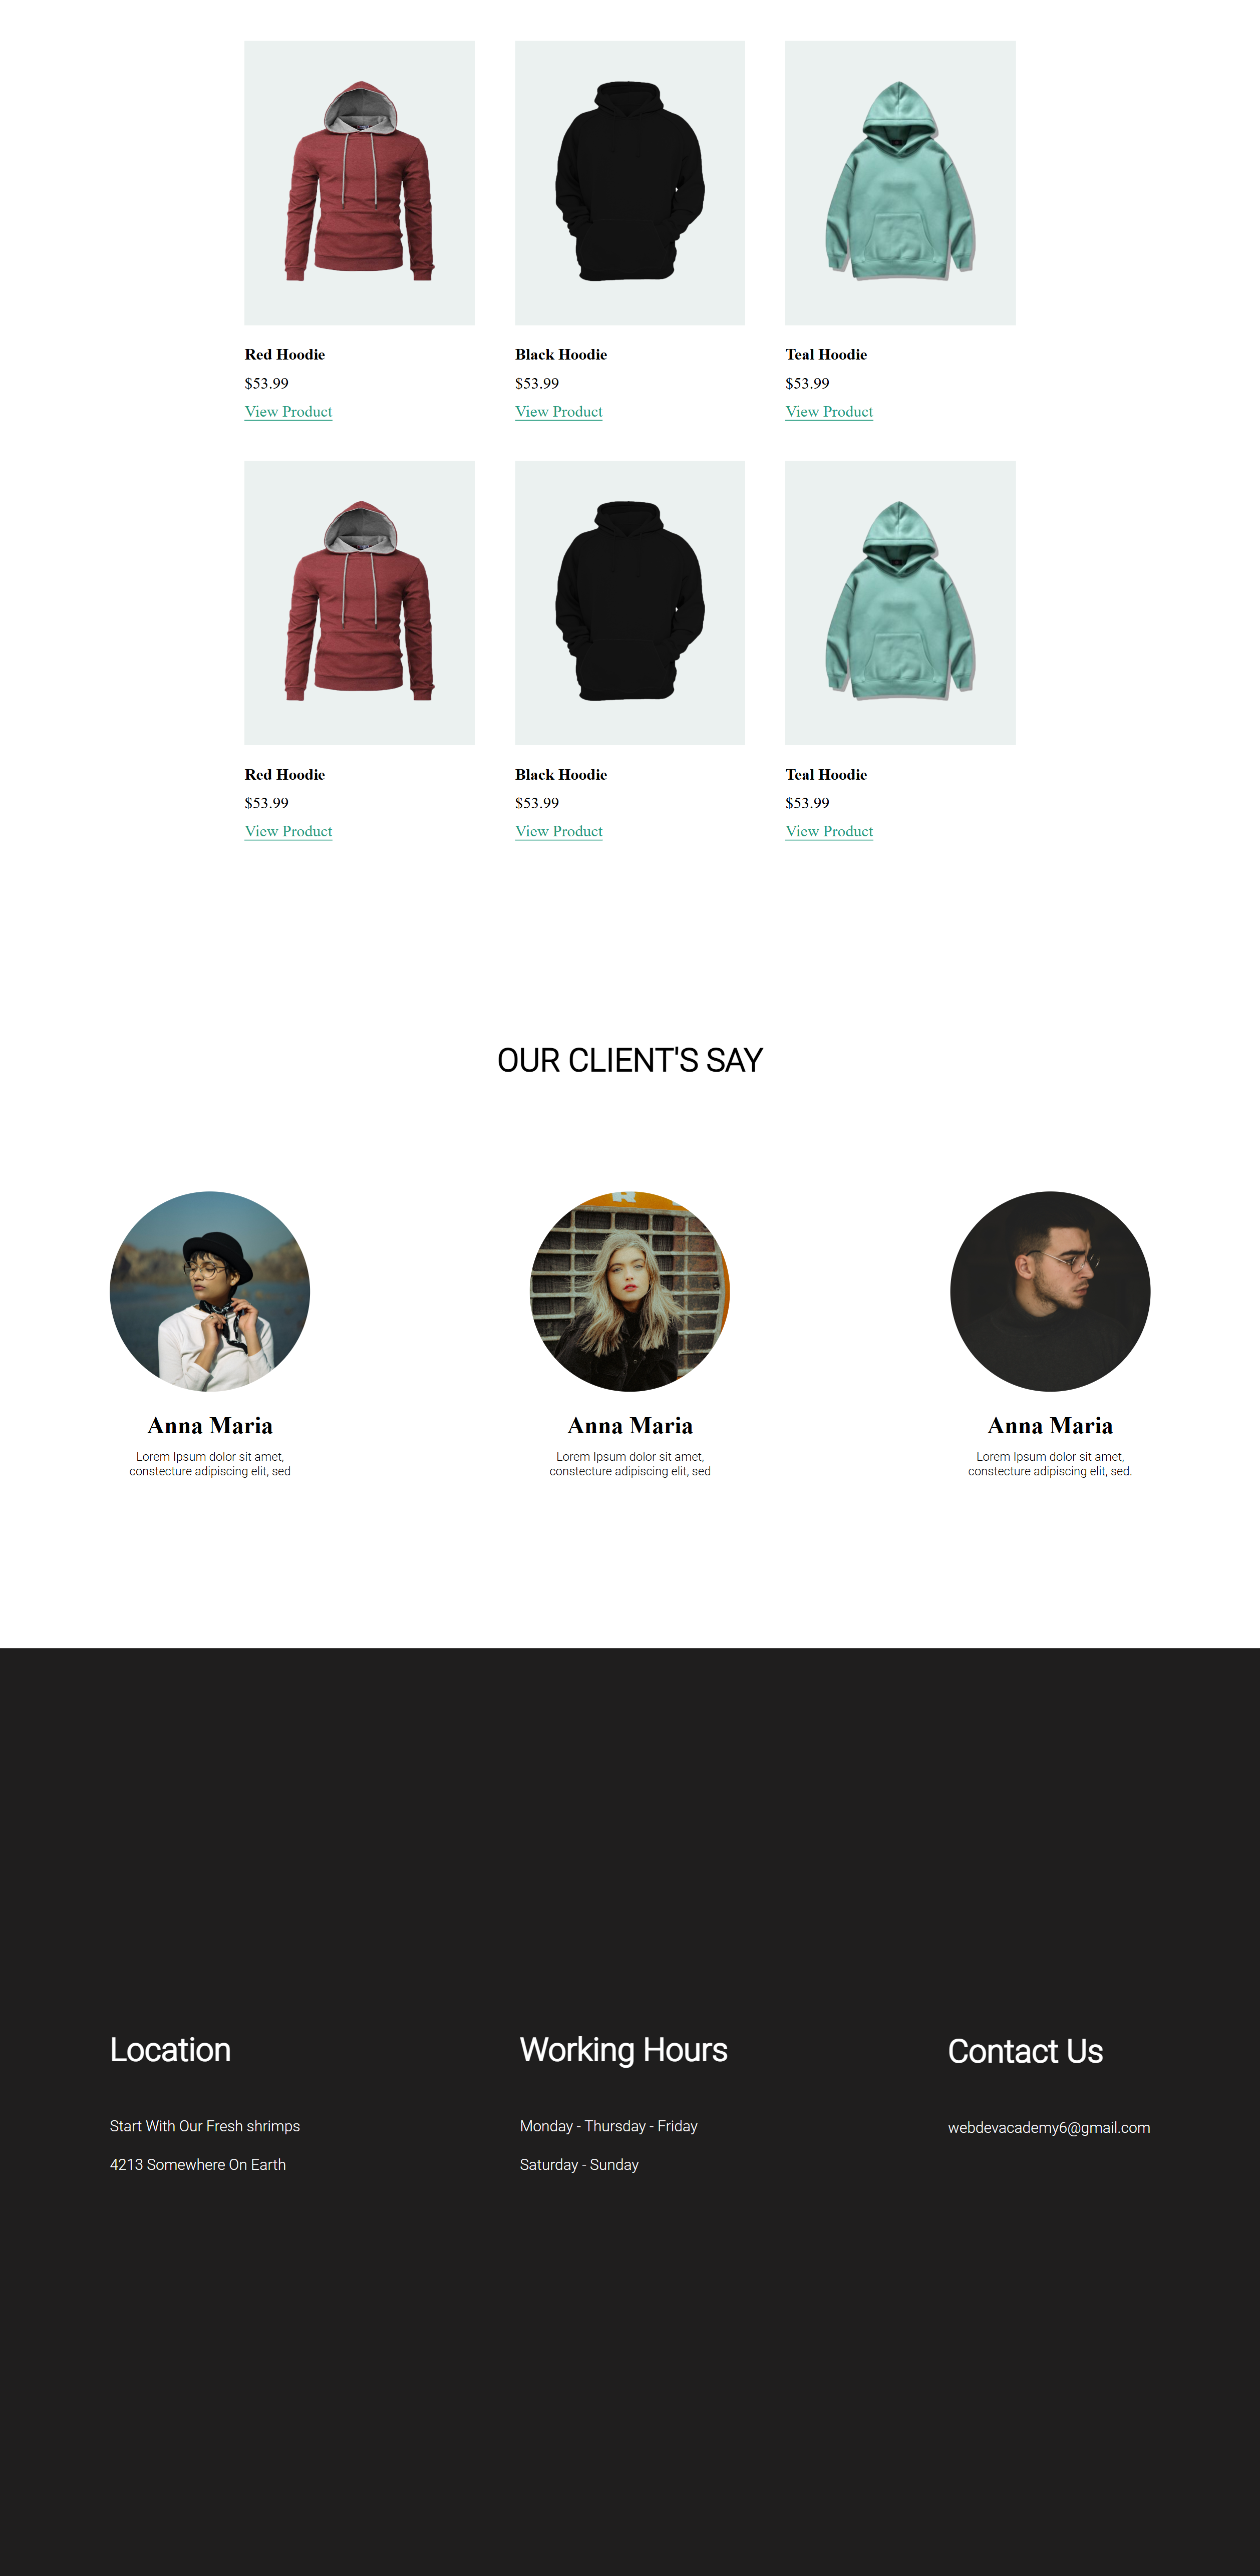 Red Hoodie
$53.99
View Product
Black Hoodie
$53.99
View Product
Teal Hoodie
$53.99
View Product
Red Hoodie
$53.99
View Product
Black Hoodie
$53.99
View Product
Teal Hoodie
$53.99
View Product
OUR CLIENT'S SAY
R
Anna Maria
Lorem Ipsum dolor sit amet,
constecture adipiscing elit, sed
Anna Maria
Lorem Ipsum dolor sit amet,
constecture adipiscing elit, sed
Anna Maria
Lorem Ipsum dolor sit amet,
constecture adipiscing elit, sed.
Location
Start With Our Fresh shrimps
4213 Somewhere On Earth
Working Hours
Monday - Thursday - Friday
Saturday - Sunday
Contact Us
webdevacademy6@gmail.com